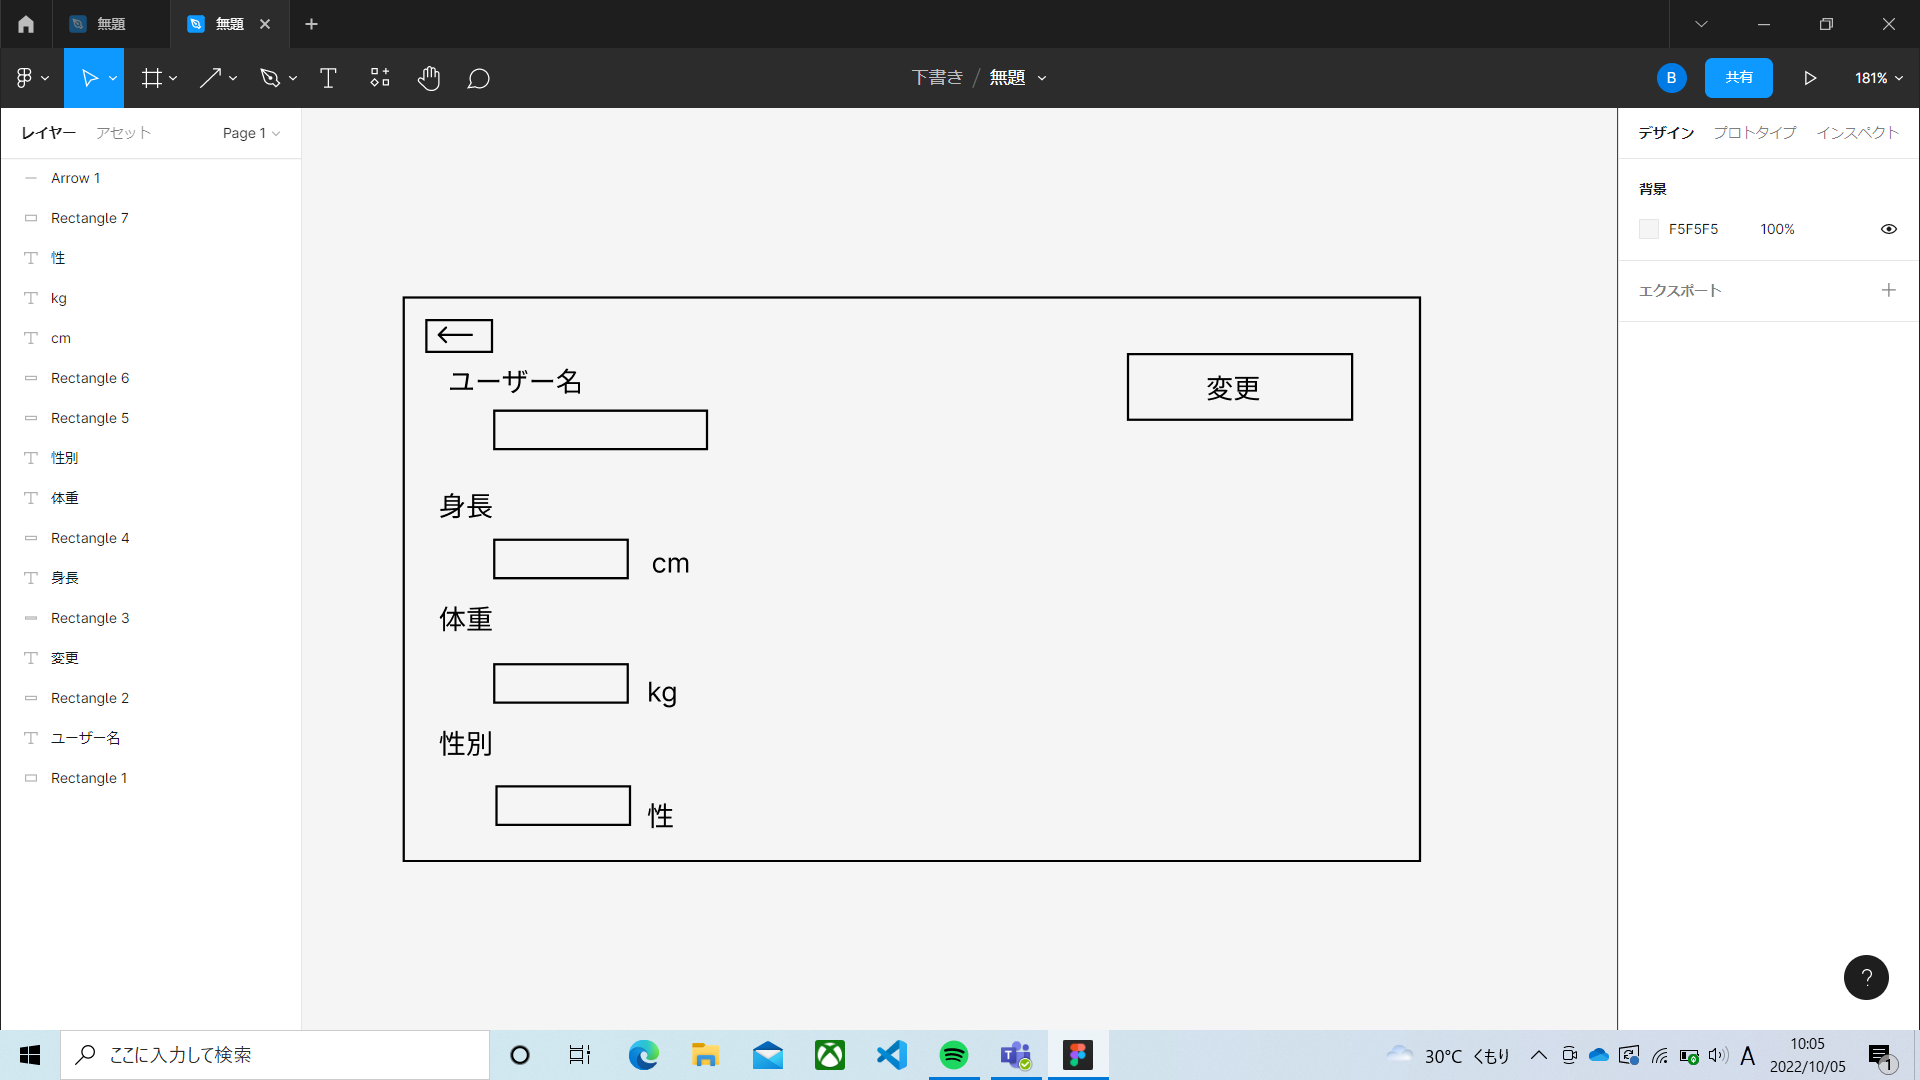 無題
無題
下書き / 無題
B
共有
181%
レイヤー アセット Page 1
デザイン プロトタイプ インスペクト
Arrow 1
Rectangle 7
性
kg
cm
Rectangle 6
Rectangle 5
性別
体重
Rectangle 4
身長
Rectangle 3
変更
Rectangle 2
ユーザー名
Rectangle 1
ユーザー名
変更
身長
cm
体重
kg
性別
性
背景
F5F5F5 100%
エクスポート
?
ここに入力して検索
30°C くもり
A
10:05
2022/10/05
1